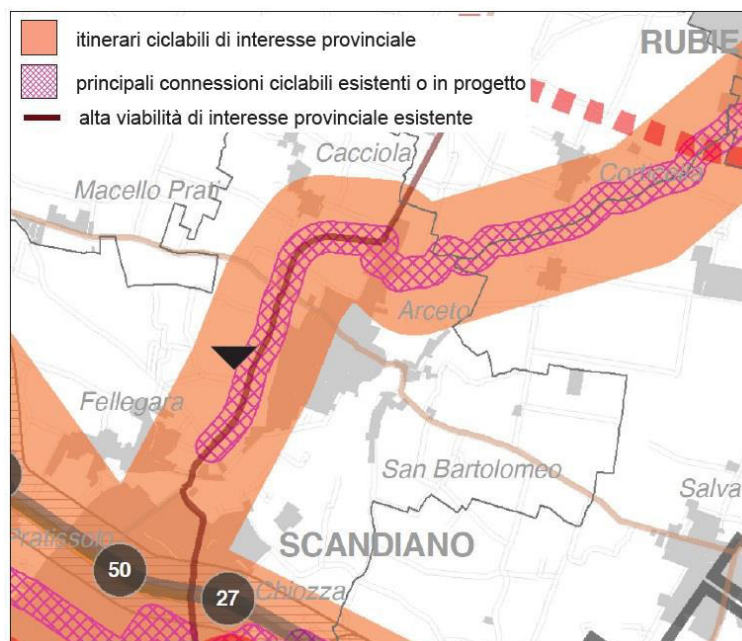 itinerari ciclabili di interesse provinciale
principali connessioni ciclabili esistenti o in progetto
alta viabilità di interesse provinciale esistente
RUBIE
Cacciola
Corticella
Macello Prati
Arceto
Fellegara
San Bartolomeo
Salva
SCANDIANO
Pratissolo
50
Chiozza
27